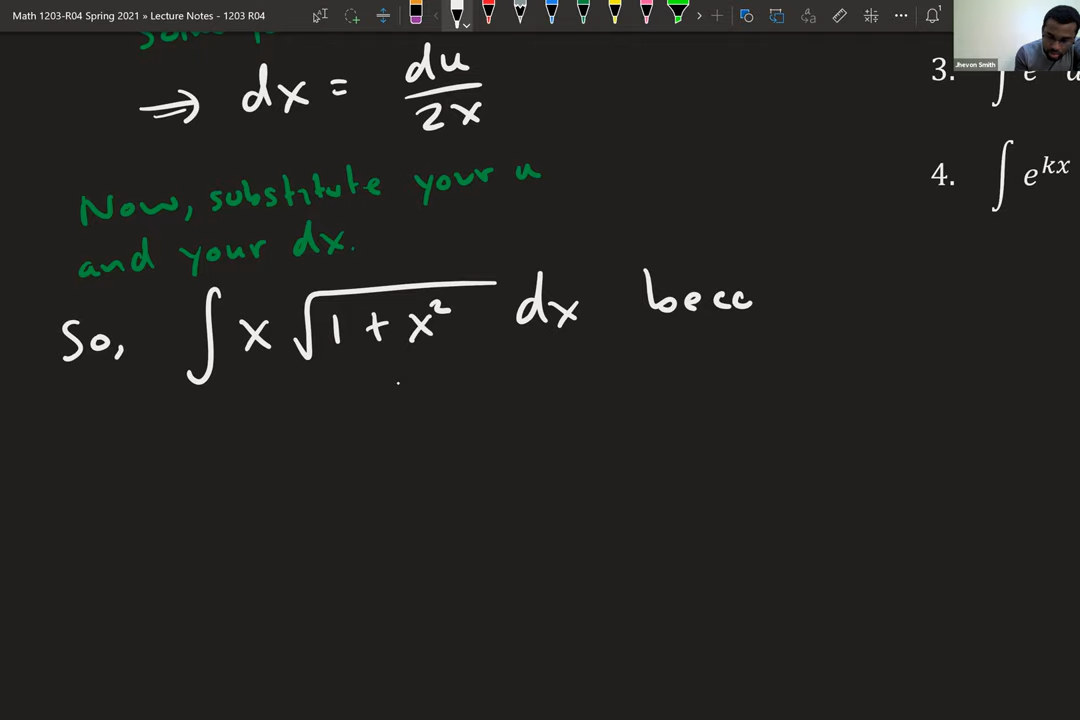 Math 1203-R04 Spring 2021 » Lecture Notes - 1203 R04
Jhevon Smith
⟹ dx = du/2x
3. ∫ e
4. ∫ e^{kx}
Now, substitute your u
and your dx.
So, ∫ x √(1 + x²) dx beco